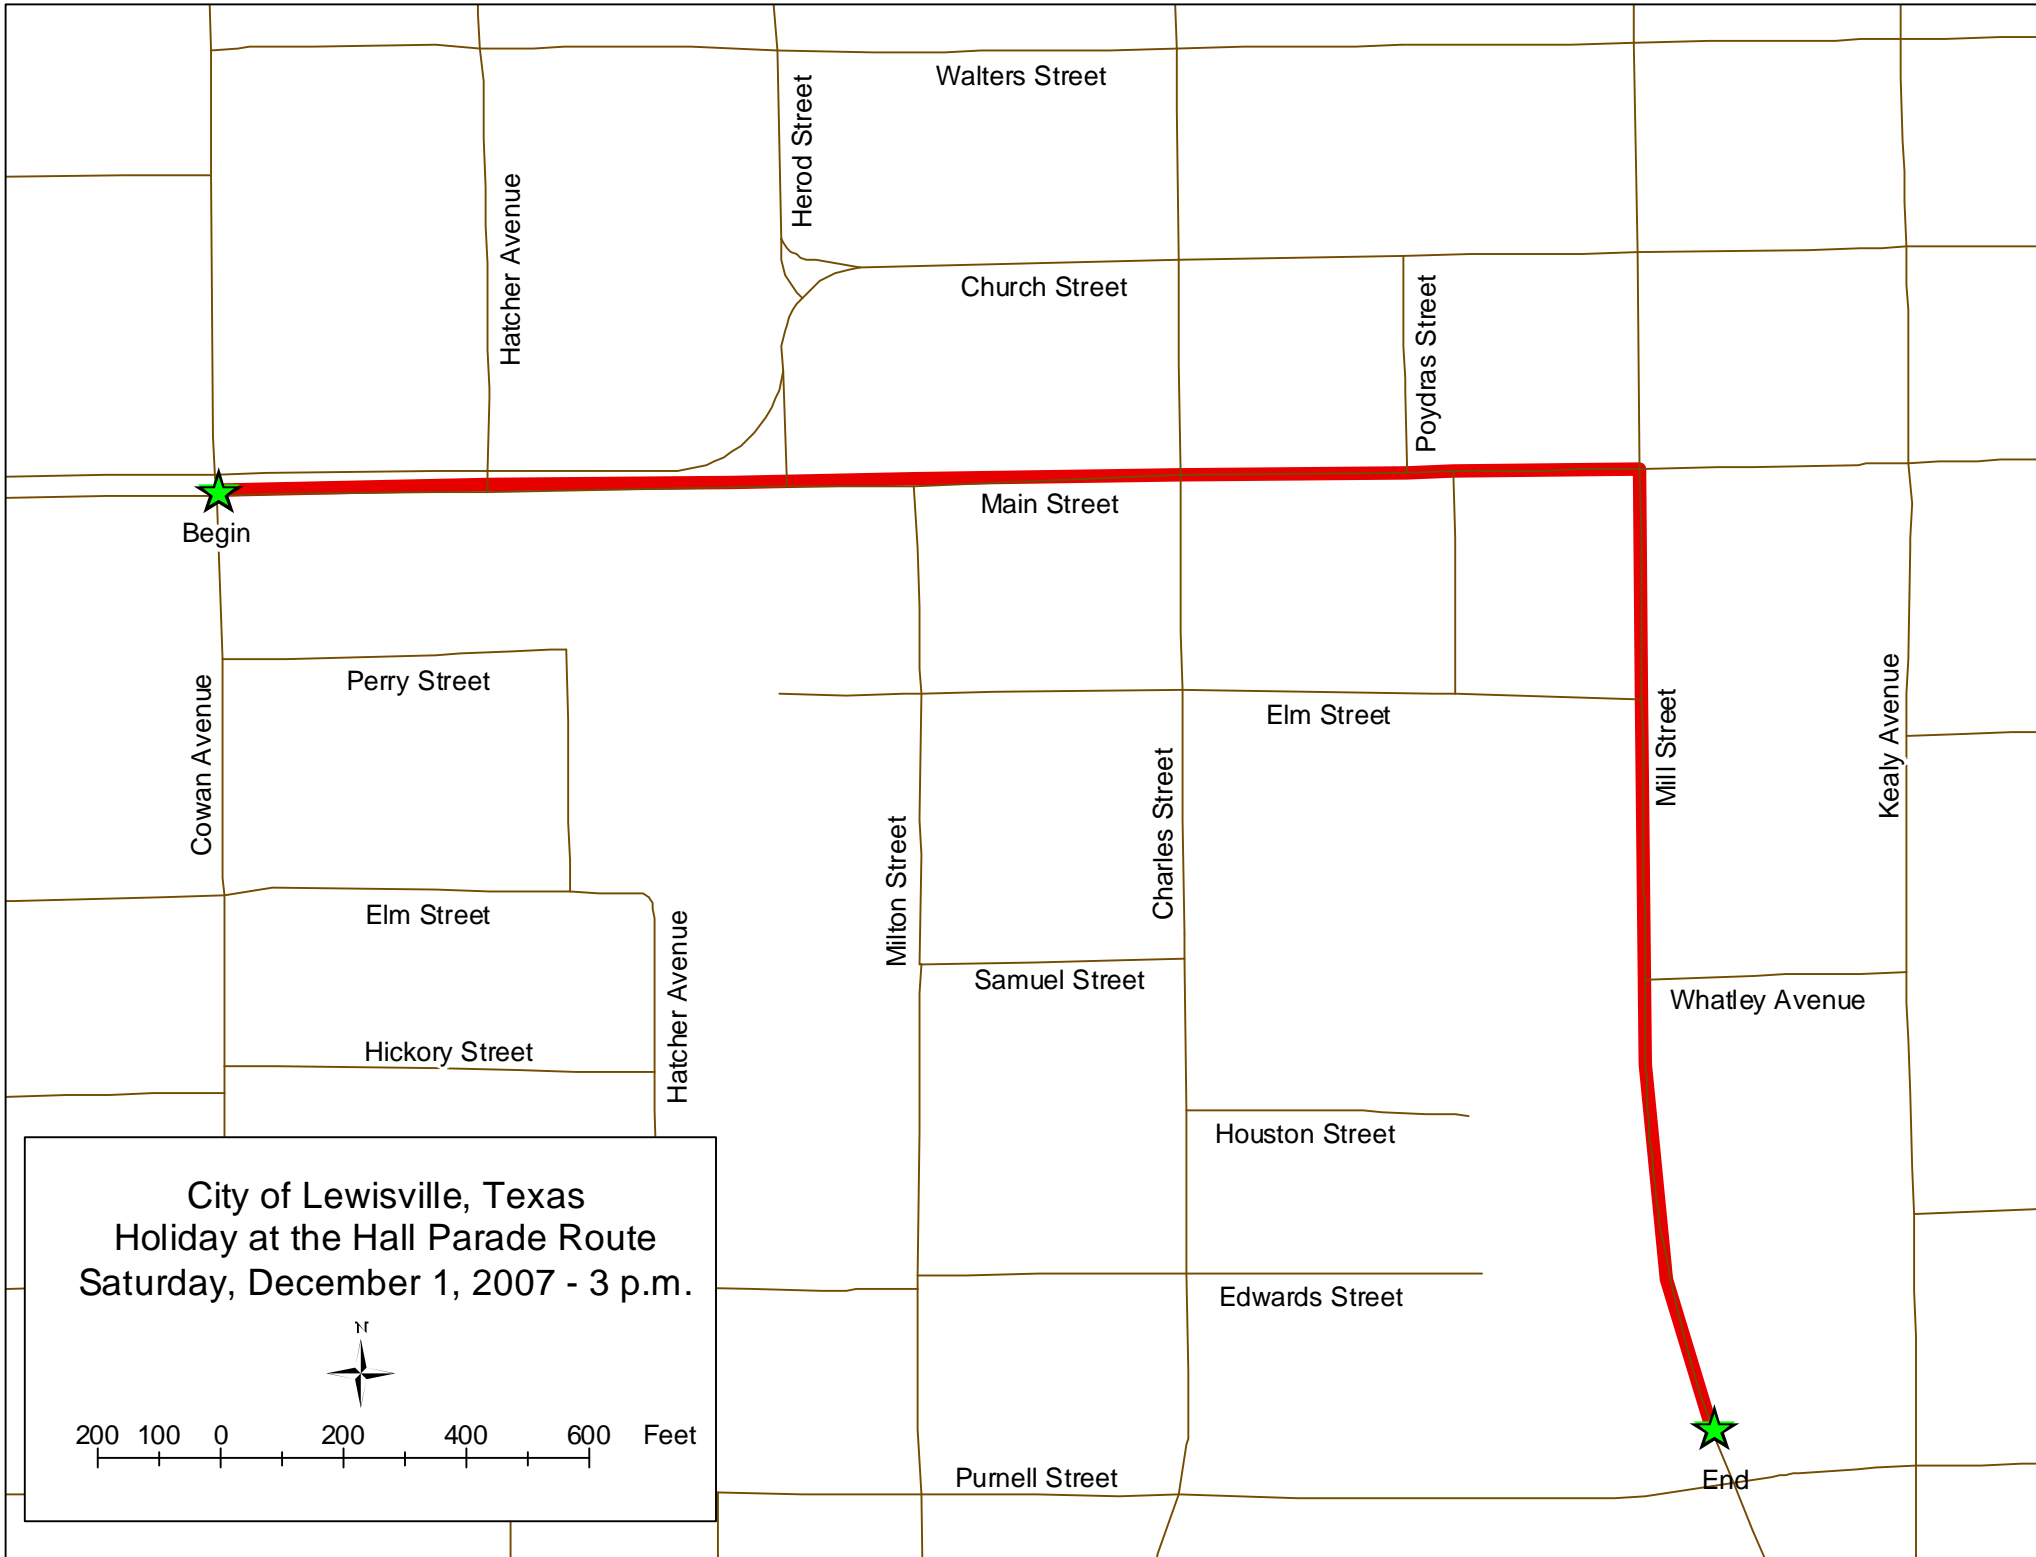 Walters Street
Herod Street
Hatcher Avenue
Church Street
Poydras Street
Main Street
Begin
Perry Street
Cowan Avenue
Elm Street
Mill Street
Kealy Avenue
Charles Street
Milton Street
Elm Street
Hatcher Avenue
Samuel Street
Whatley Avenue
Hickory Street
Houston Street
City of Lewisville, Texas
Holiday at the Hall Parade Route
Saturday, December 1, 2007 - 3 p.m.
N
200 100 0 200 400 600 Feet
Edwards Street
Purnell Street
End